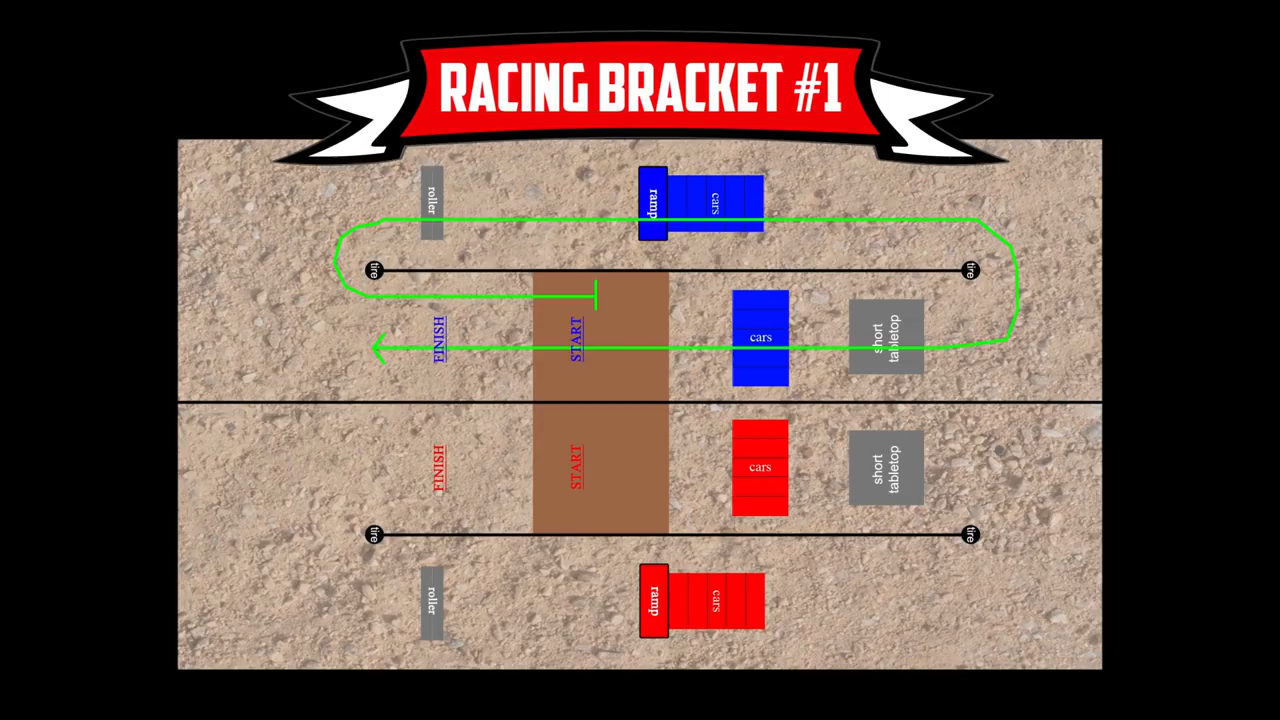 RACING BRACKET #1
roller
ramp
cars
tire
tire
FINISH
START
cars
short
tabletop
FINISH
START
cars
short
tabletop
tire
tire
roller
ramp
cars